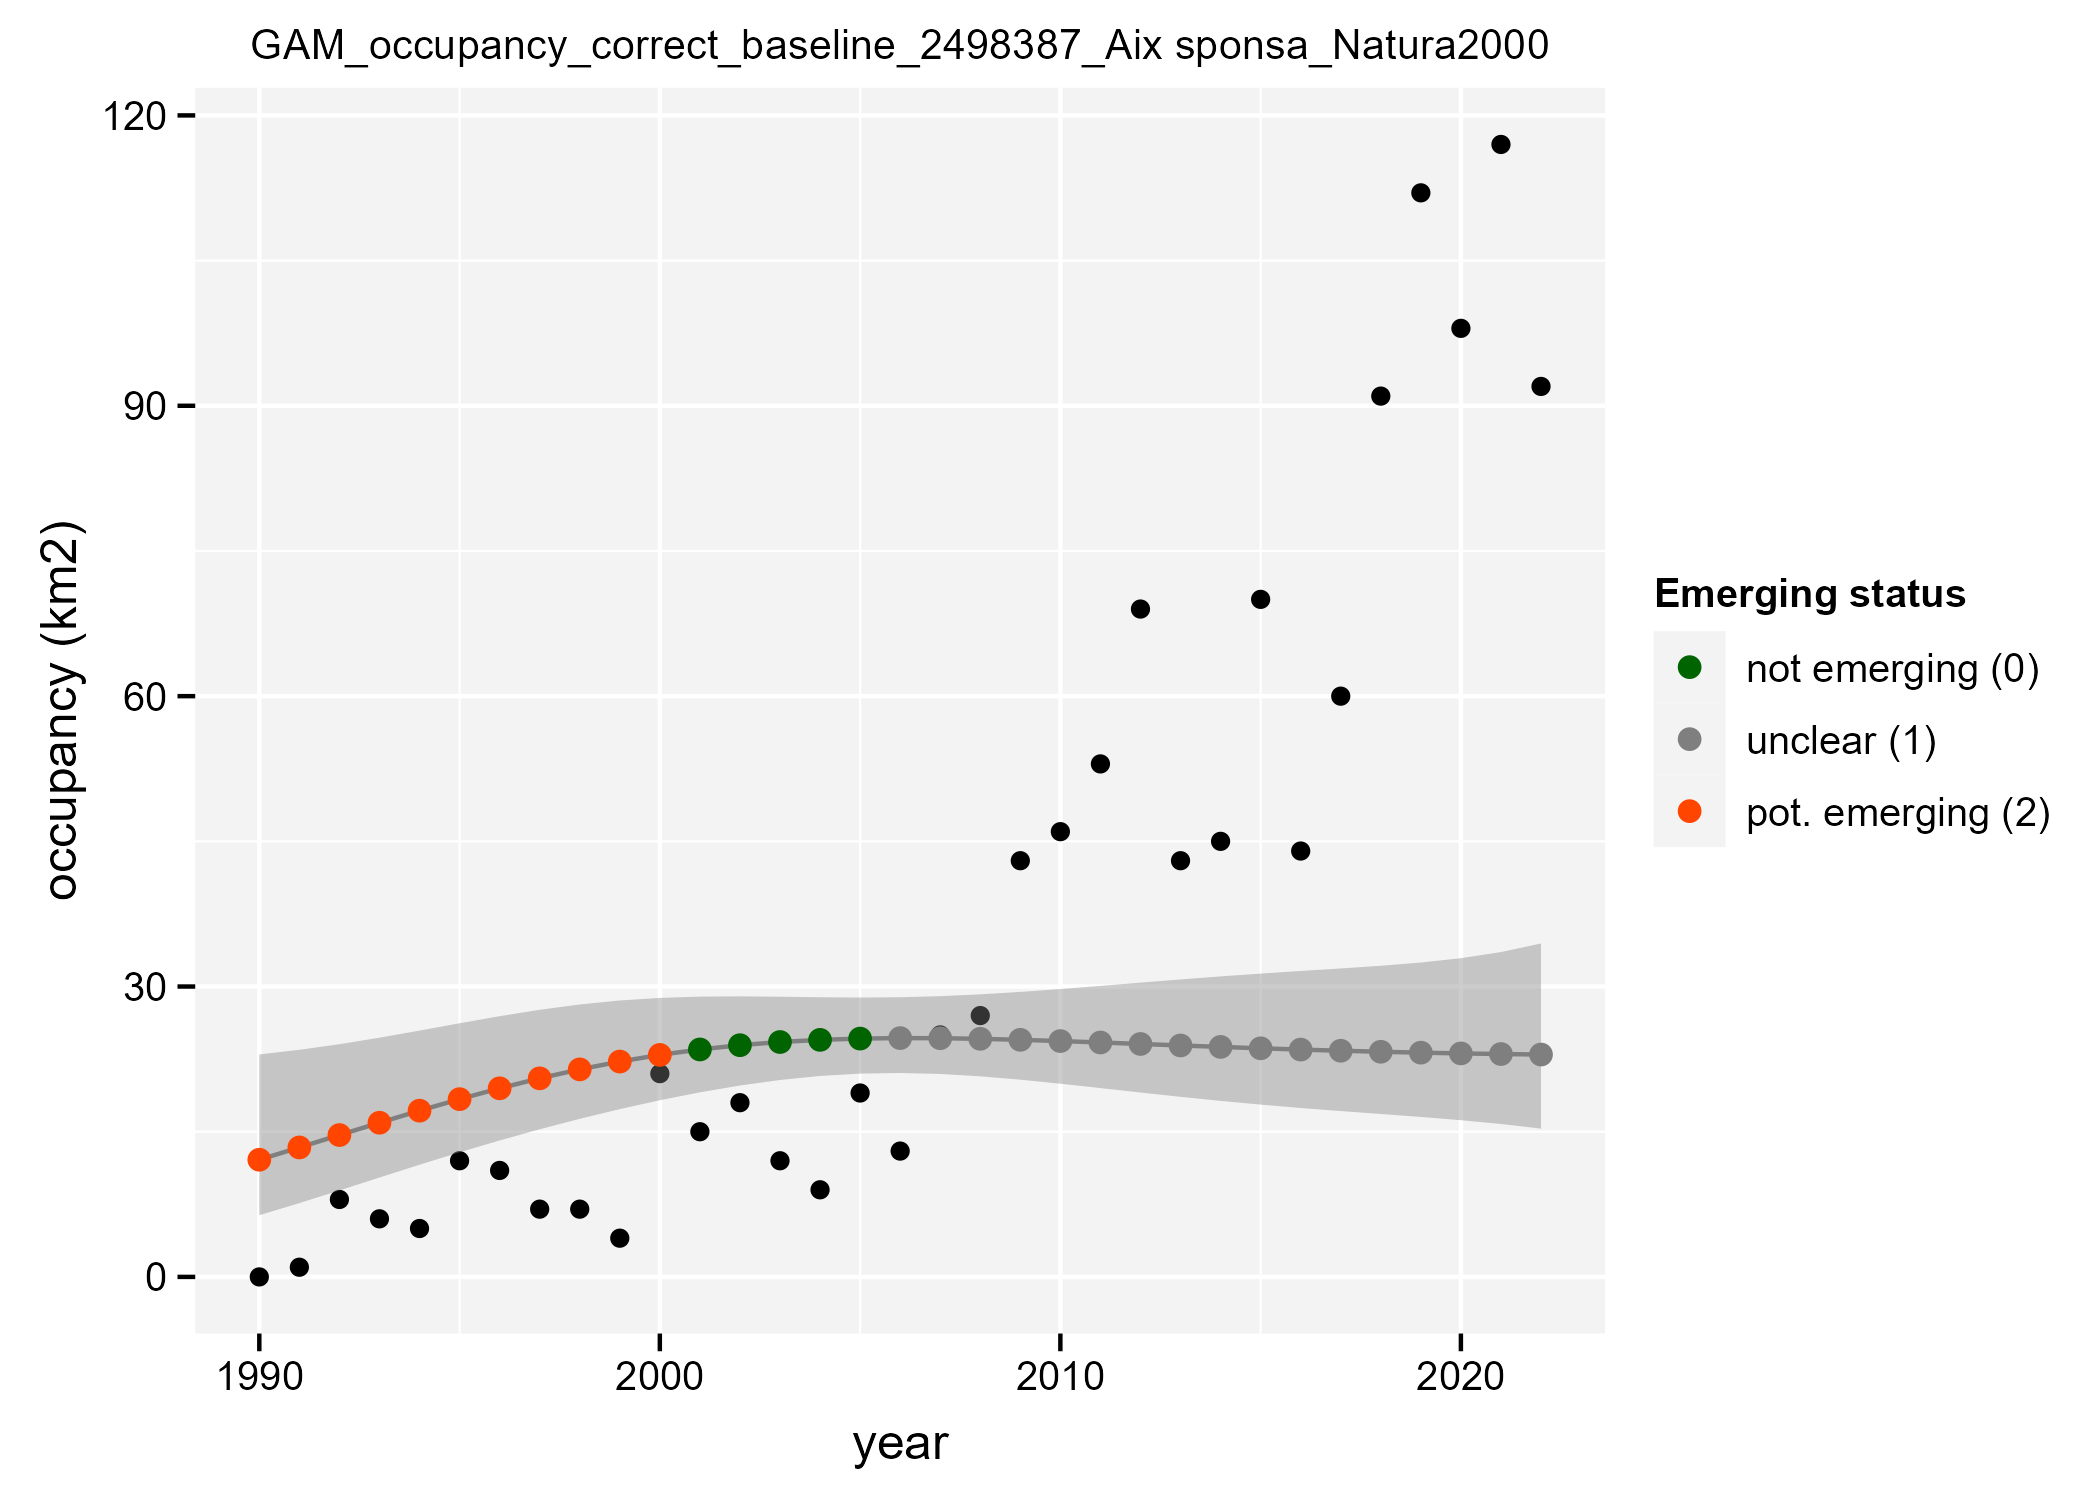 GAM_occupancy_correct_baseline_2498387_Aix sponsa_Natura2000
120
90
60
30
0
occupancy (km2)
1990
2000
2010
2020
year
Emerging status
not emerging (0)
unclear (1)
pot. emerging (2)